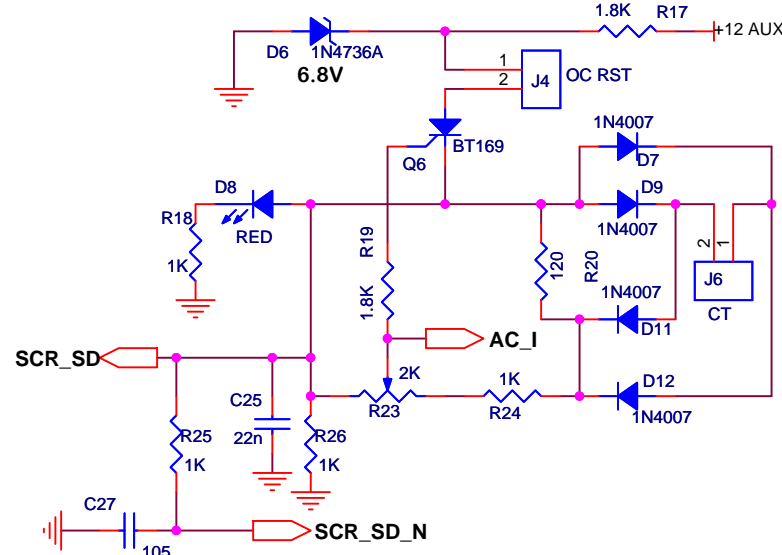 1.8K R17
+12 AUX
D6 1N4736A
6.8V
1
2
J4
OC RST
1N4007
BT169
Q6
D7
D8
D9
R18
RED
R19
1N4007
2
1
1K
120
R20
J6
1N4007
1.8K
CT
D11
AC_I
SCR_SD
2K
1K
D12
C25
R23
R24
1N4007
R25
22n
R26
1K
1K
C27
SCR_SD_N
105